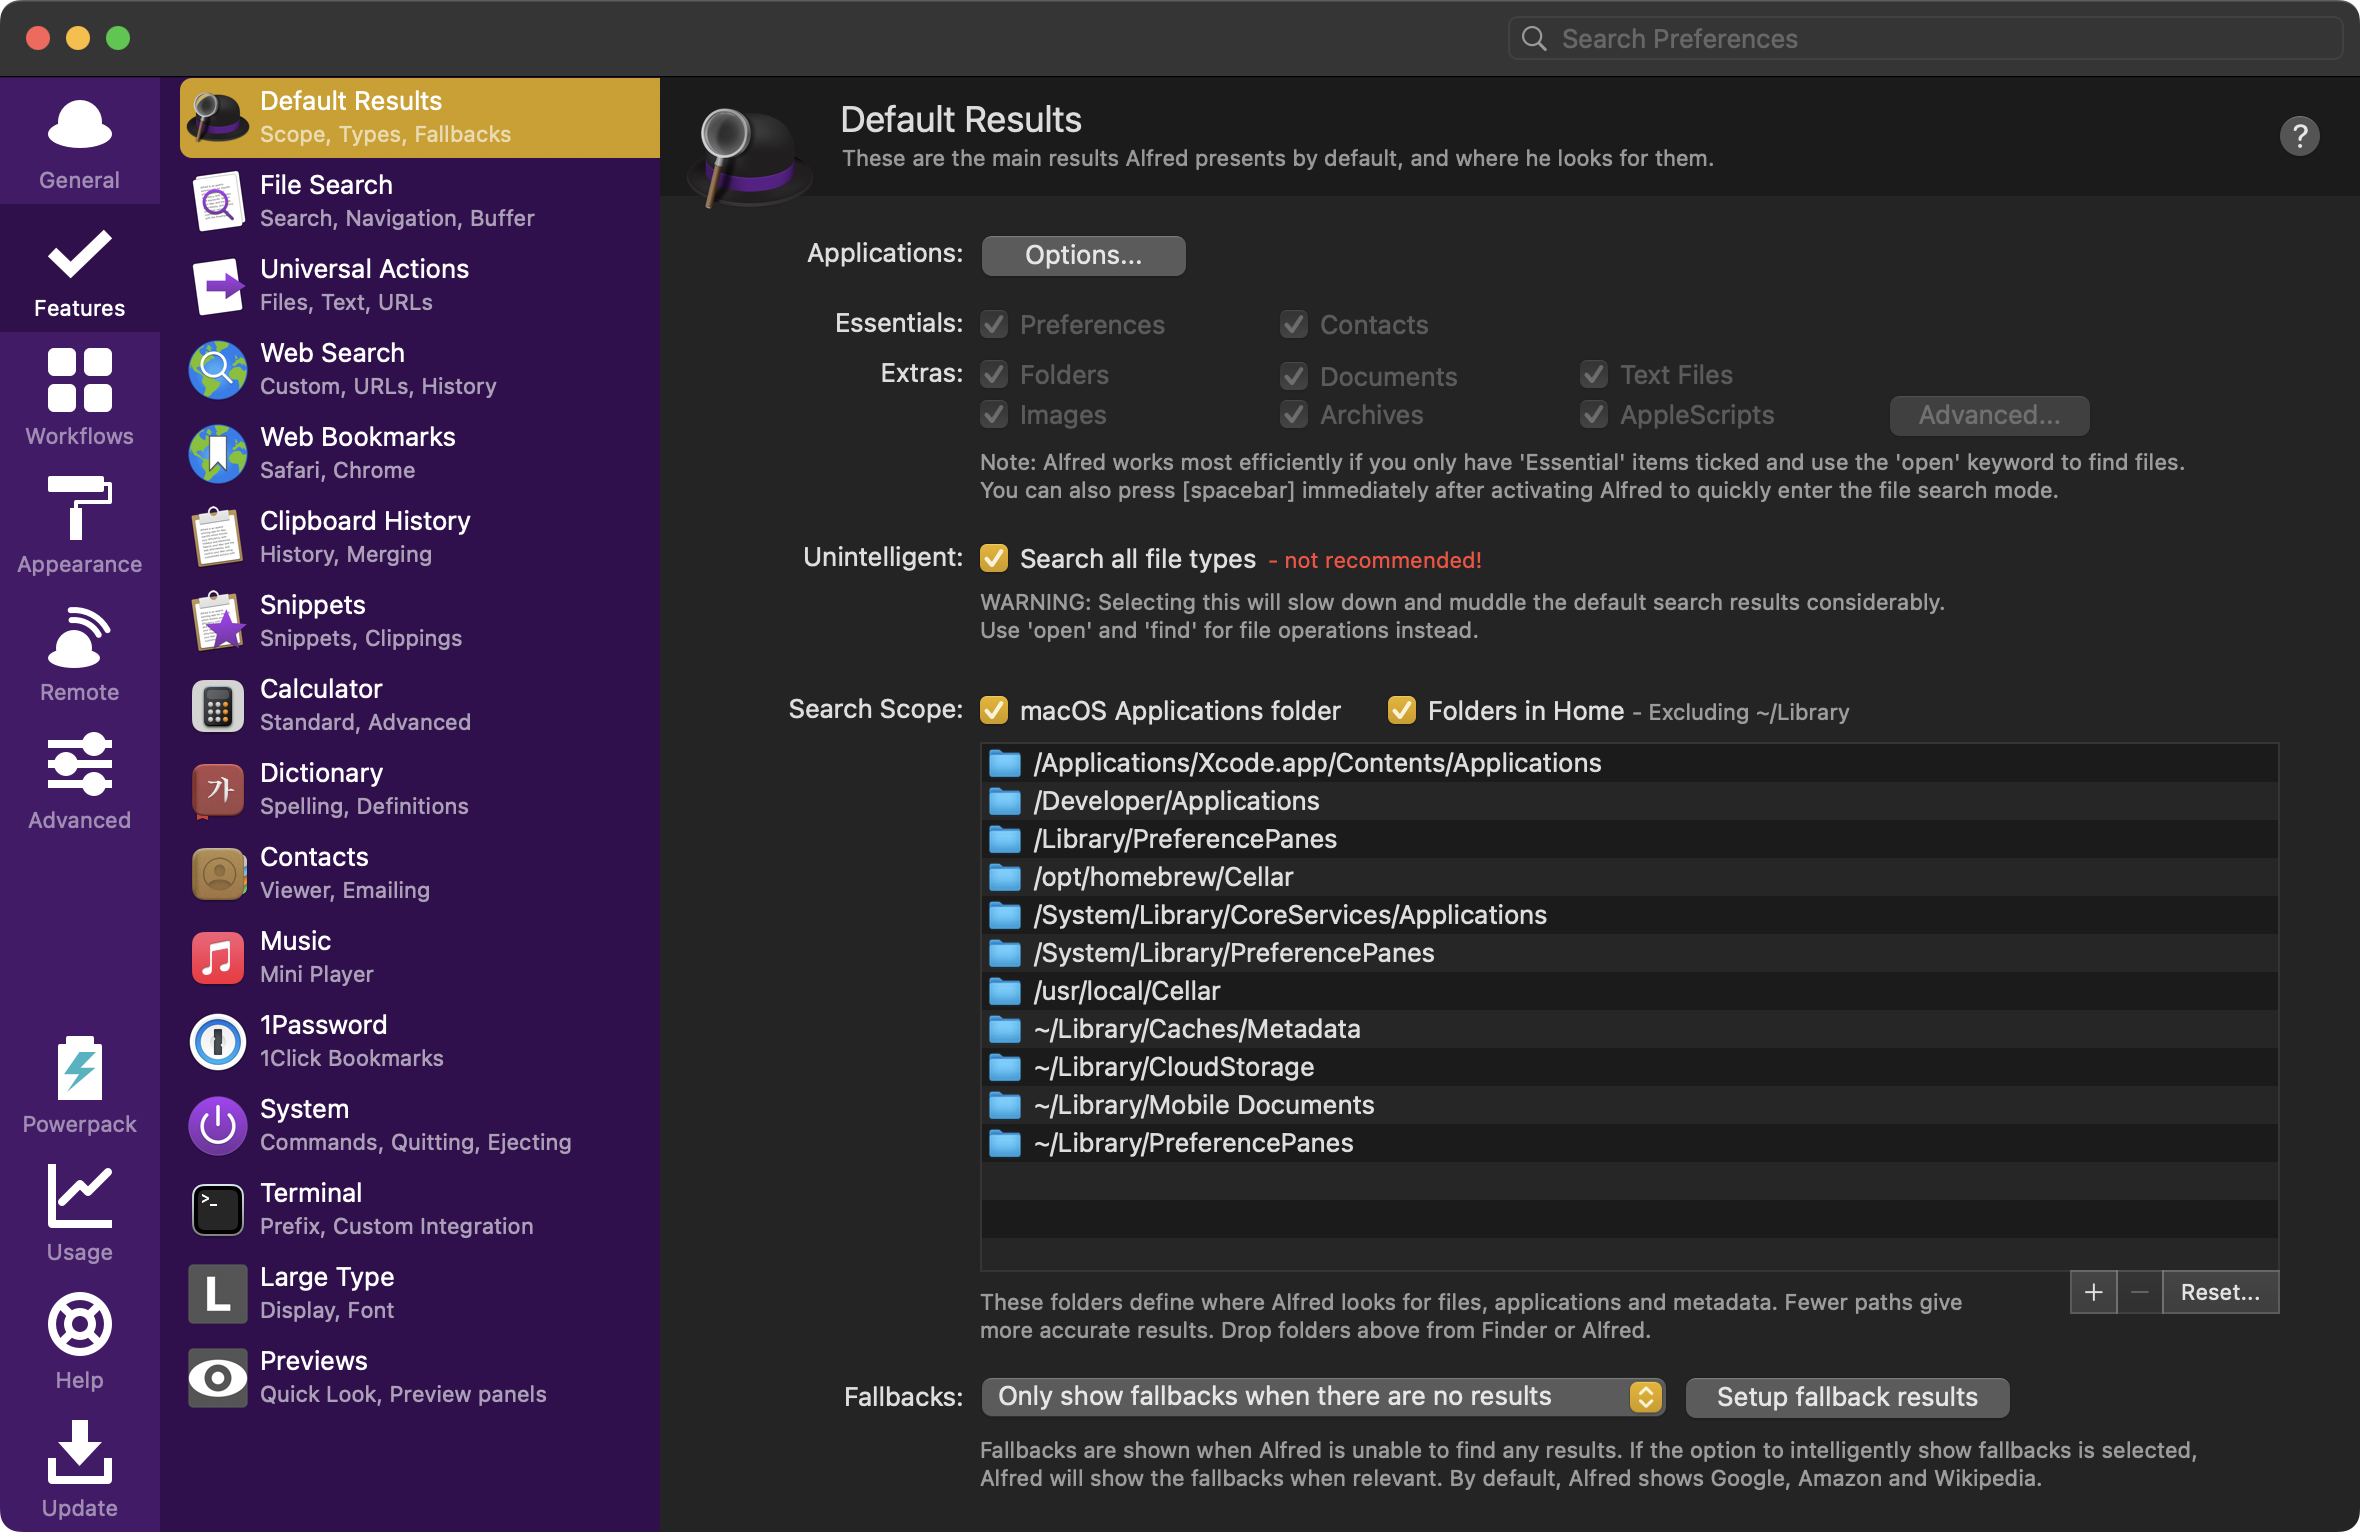 Search Preferences
General
Features
Workflows
Appearance
Remote
Advanced
Powerpack
Usage
Help
Update
Default Results
Scope, Types, Fallbacks
File Search
Search, Navigation, Buffer
Universal Actions
Files, Text, URLs
Web Search
Custom, URLs, History
Web Bookmarks
Safari, Chrome
Clipboard History
History, Merging
Snippets
Snippets, Clippings
Calculator
Standard, Advanced
가
Dictionary
Spelling, Definitions
Contacts
Viewer, Emailing
Music
Mini Player
1Password
1Click Bookmarks
System
Commands, Quitting, Ejecting
>_
Terminal
Prefix, Custom Integration
L
Large Type
Display, Font
Previews
Quick Look, Preview panels
Default Results
These are the main results Alfred presents by default, and where he looks for them.
?
Applications: Options...
Essentials: Preferences Contacts
Extras: Folders Documents Text Files
Images Archives AppleScripts Advanced...
Note: Alfred works most efficiently if you only have 'Essential' items ticked and use the 'open' keyword to find files.
You can also press [spacebar] immediately after activating Alfred to quickly enter the file search mode.
Unintelligent: Search all file types - not recommended!
WARNING: Selecting this will slow down and muddle the default search results considerably.
Use 'open' and 'find' for file operations instead.
Search Scope: macOS Applications folder Folders in Home - Excluding ~/Library
/Applications/Xcode.app/Contents/Applications
/Developer/Applications
/Library/PreferencePanes
/opt/homebrew/Cellar
/System/Library/CoreServices/Applications
/System/Library/PreferencePanes
/usr/local/Cellar
~/Library/Caches/Metadata
~/Library/CloudStorage
~/Library/Mobile Documents
~/Library/PreferencePanes
+ − Reset...
These folders define where Alfred looks for files, applications and metadata. Fewer paths give
more accurate results. Drop folders above from Finder or Alfred.
Fallbacks: Only show fallbacks when there are no results Setup fallback results
Fallbacks are shown when Alfred is unable to find any results. If the option to intelligently show fallbacks is selected,
Alfred will show the fallbacks when relevant. By default, Alfred shows Google, Amazon and Wikipedia.